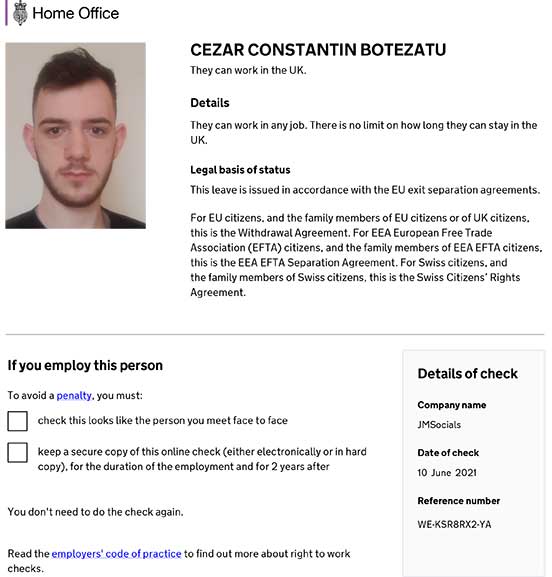 Home Office
CEZAR CONSTANTIN BOTEZATU
They can work in the UK.
Details
They can work in any job. There is no limit on how long they can stay in the
UK.
Legal basis of status
This leave is issued in accordance with the EU exit separation agreements.
For EU citizens, and the family members of EU citizens or of UK citizens,
this is the Withdrawal Agreement. For EEA European Free Trade
Association (EFTA) citizens, and the family members of EEA EFTA citizens,
this is the EEA EFTA Separation Agreement. For Swiss citizens, and
the family members of Swiss citizens, this is the Swiss Citizens' Rights
Agreement.
If you employ this person
To avoid a penalty, you must:
check this looks like the person you meet face to face
keep a secure copy of this online check (either electronically or in hard
copy), for the duration of the employment and for 2 years after
You don't need to do the check again.
Read the employers' code of practice to find out more about right to work
checks.
Details of check
Company name
JMSocials
Date of check
10 June 2021
Reference number
WE-KSR8RX2-YA